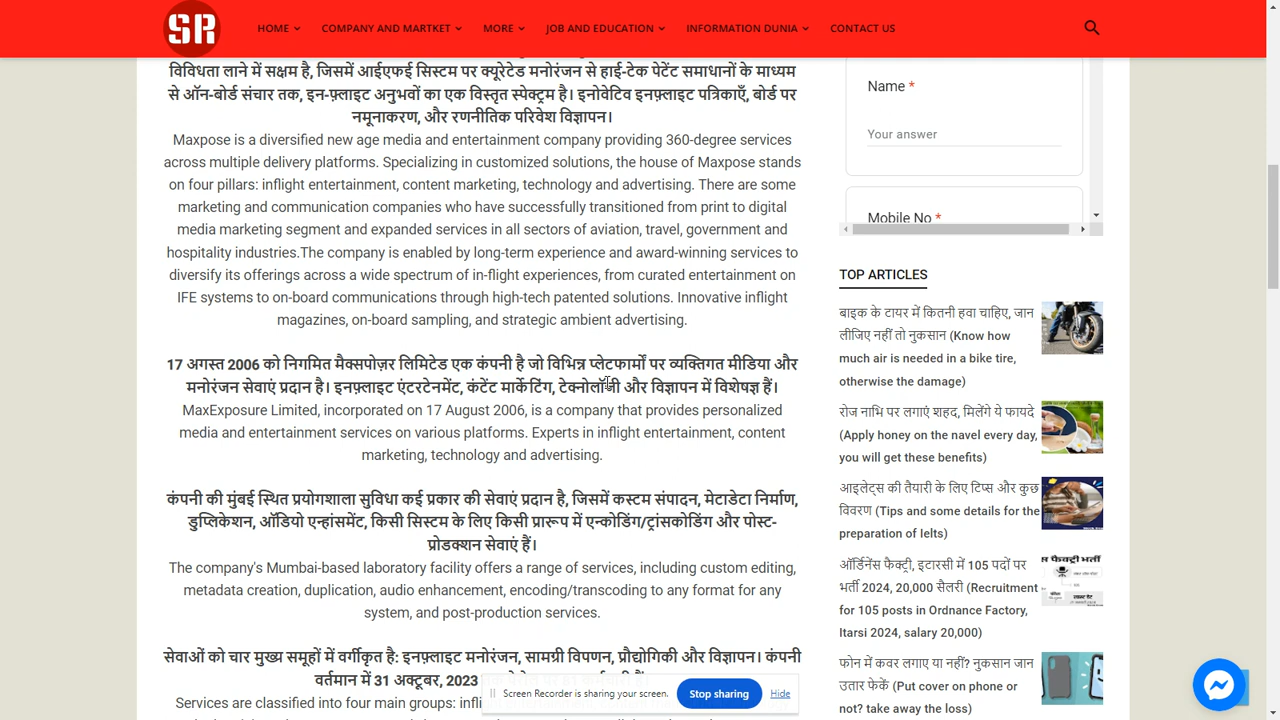 SR
HOME
COMPANY AND MARTKET
MORE
JOB AND EDUCATION
INFORMATION DUNIA
CONTACT US
विविधता लाने में सक्षम है, जिसमें आईएफई सिस्टम पर क्यूरेटेड मनोरंजन से हाई-टेक पेटेंट समाधानों के माध्यम
से ऑन-बोर्ड संचार तक, इन-फ़्लाइट अनुभवों का एक विस्तृत स्पेक्ट्रम है। इनोवेटिव इनफ़्लाइट पत्रिकाएँ, बोर्ड पर
नमूनाकरण, और रणनीतिक परिवेश विज्ञापन।
Maxpose is a diversified new age media and entertainment company providing 360-degree services
across multiple delivery platforms. Specializing in customized solutions, the house of Maxpose stands
on four pillars: inflight entertainment, content marketing, technology and advertising. There are some
marketing and communication companies who have successfully transitioned from print to digital
media marketing segment and expanded services in all sectors of aviation, travel, government and
hospitality industries.The company is enabled by long-term experience and award-winning services to
diversify its offerings across a wide spectrum of in-flight experiences, from curated entertainment on
IFE systems to on-board communications through high-tech patented solutions. Innovative inflight
magazines, on-board sampling, and strategic ambient advertising.
17 अगस्त 2006 को निगमित मैक्सपोज़र लिमिटेड एक कंपनी है जो विभिन्न प्लेटफार्मों पर व्यक्तिगत मीडिया और
मनोरंजन सेवाएं प्रदान है। इनफ़्लाइट एंटरटेनमेंट, कंटेंट मार्केटिंग, टेक्नोलॉजी और विज्ञापन में विशेषज्ञ हैं।
MaxExposure Limited, incorporated on 17 August 2006, is a company that provides personalized
media and entertainment services on various platforms. Experts in inflight entertainment, content
marketing, technology and advertising.
कंपनी की मुंबई स्थित प्रयोगशाला सुविधा कई प्रकार की सेवाएं प्रदान है, जिसमें कस्टम संपादन, मेटाडेटा निर्माण,
डुप्लिकेशन, ऑडियो एन्हांसमेंट, किसी सिस्टम के लिए किसी प्रारूप में एन्कोडिंग/ट्रांसकोडिंग और पोस्ट-
प्रोडक्शन सेवाएं हैं।
The company's Mumbai-based laboratory facility offers a range of services, including custom editing,
metadata creation, duplication, audio enhancement, encoding/transcoding to any format for any
system, and post-production services.
सेवाओं को चार मुख्य समूहों में वर्गीकृत है: इनफ़्लाइट मनोरंजन, सामग्री विपणन, प्रौद्योगिकी और विज्ञापन। कंपनी
वर्तमान में 31 अक्टूबर, 2023
Services are classified into four main groups:
Name *
Your answer
Mobile No *
TOP ARTICLES
बाइक के टायर में कितनी हवा चाहिए, जान
लीजिए नहीं तो नुकसान (Know how
much air is needed in a bike tire,
otherwise the damage)
रोज नाभि पर लगाएं शहद, मिलेंगे ये फायदे
(Apply honey on the navel every day,
you will get these benefits)
आइलेट्स की तैयारी के लिए टिप्स और कुछ
विवरण (Tips and some details for the
preparation of Ielts)
ऑर्डिनेंस फैक्ट्री, इटारसी में 105 पदों पर
भर्ती 2024, 20,000 सैलरी (Recruitment
for 105 posts in Ordnance Factory,
Itarsi 2024, salary 20,000)
फोन में कवर लगाए या नहीं? नुकसान जान
उतार फेकें (Put cover on phone or
not? take away the loss)
Screen Recorder is sharing your screen.
Stop sharing
Hide